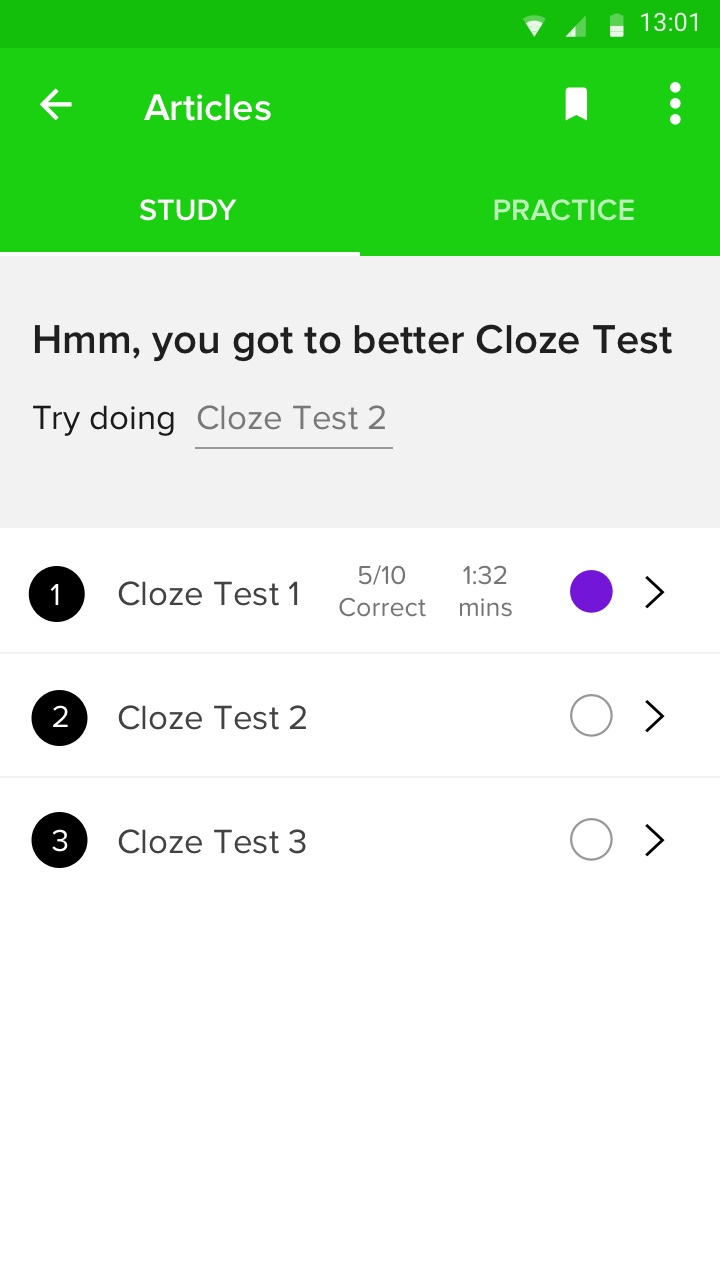 13:01
Articles
STUDY PRACTICE
Hmm, you got to better Cloze Test
Try doing Cloze Test 2
1 Cloze Test 1 5/10 Correct 1:32 mins
2 Cloze Test 2
3 Cloze Test 3